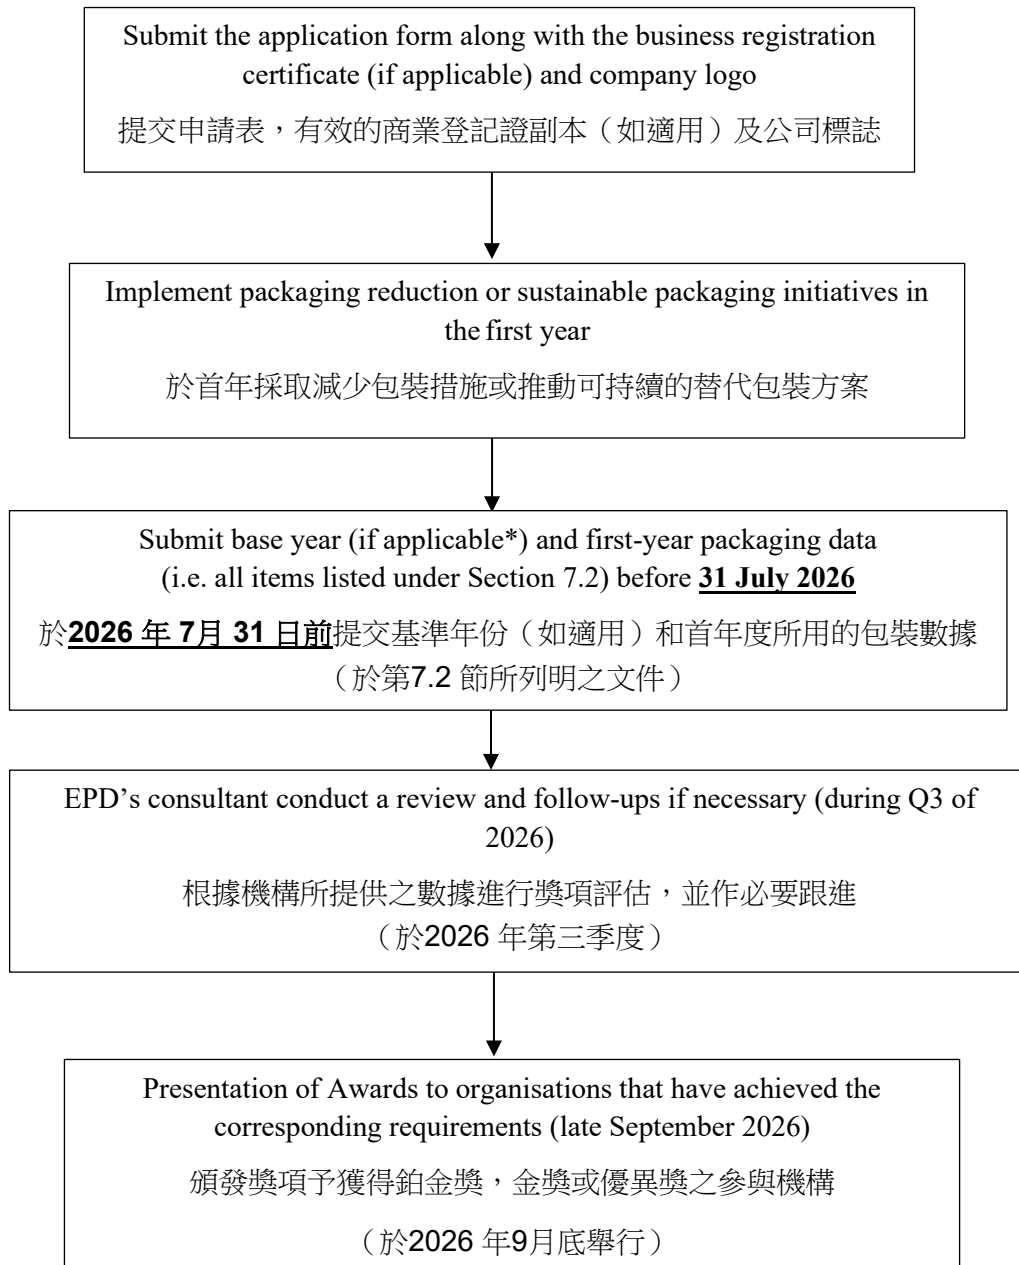 Submit the application form along with the business registration
certificate (if applicable) and company logo
提交申請表，有效的商業登記證副本（如適用）及公司標誌
Implement packaging reduction or sustainable packaging initiatives in
the first year
於首年採取減少包裝措施或推動可持續的替代包裝方案
Submit base year (if applicable*) and first-year packaging data
(i.e. all items listed under Section 7.2) before 31 July 2026
於2026 年 7月 31 日前提交基準年份（如適用）和首年度所用的包裝數據
（於第7.2 節所列明之文件）
EPD’s consultant conduct a review and follow-ups if necessary (during Q3 of
2026)
根據機構所提供之數據進行獎項評估，並作必要跟進
（於2026 年第三季度）
Presentation of Awards to organisations that have achieved the
corresponding requirements (late September 2026)
頒發獎項予獲得鉑金獎，金獎或優異獎之參與機構
（於2026 年9月底舉行）